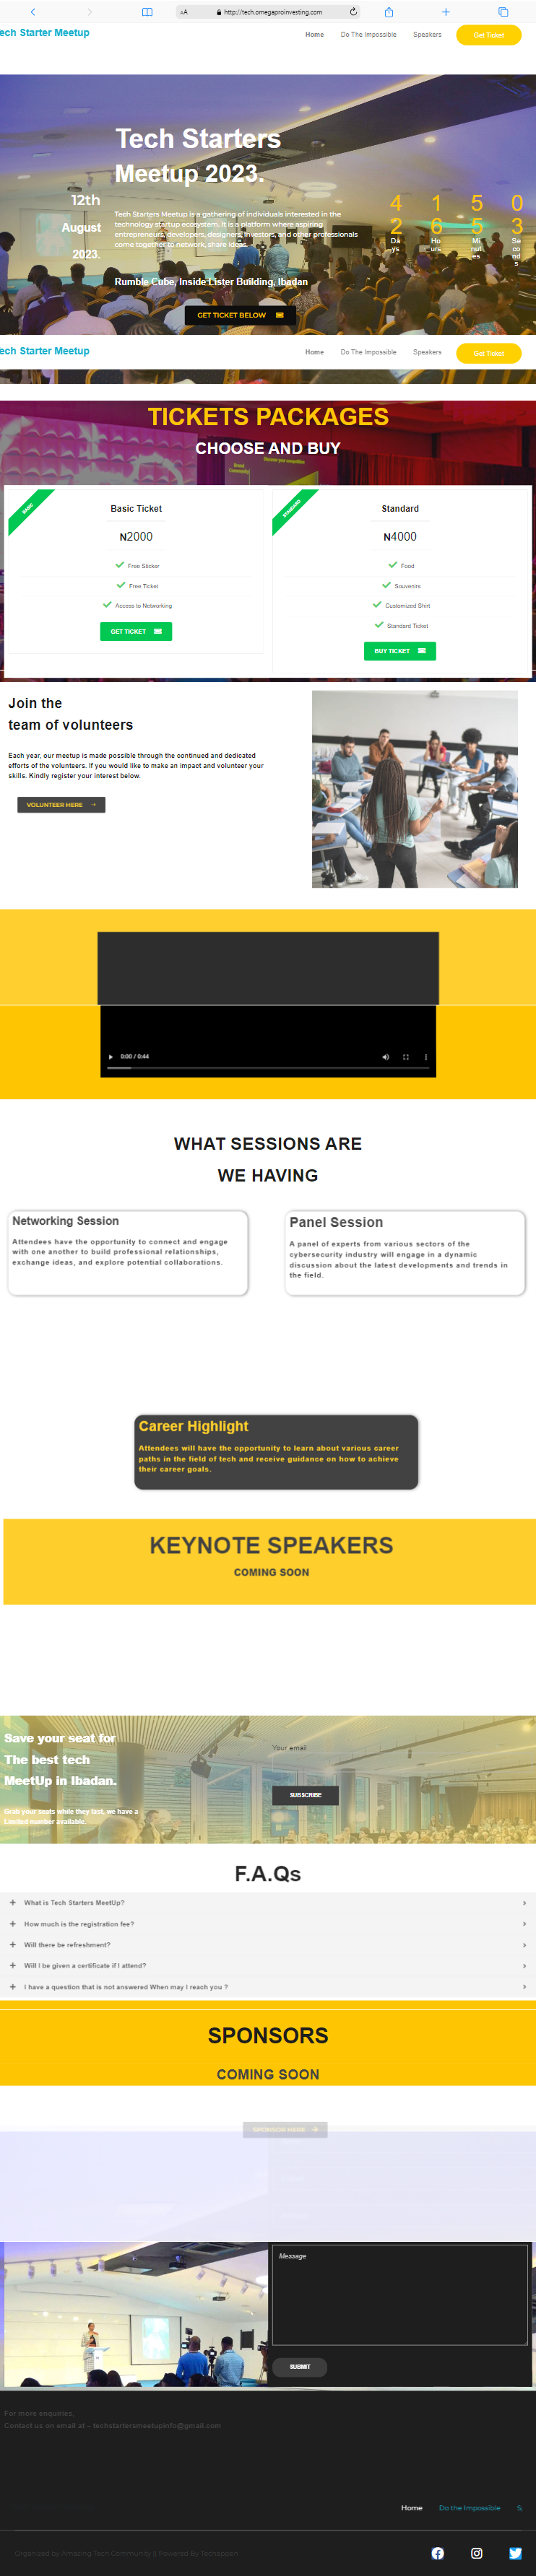 AA http://tech.omegaproinvesting.com
ech Starter Meetup
Home Do The Impossible Speakers Get Ticket
Tech Starters
Meetup 2023.
12th
August
2023.
Tech Starters Meetup is a gathering of individuals interested in the
technology startup ecosystem. It is a platform where aspiring
entrepreneurs, developers, designers, investors, and other professionals
come together to network, share ideas.
4 1 5 0
2 6 5 3
Da Ho Mi Se
ys urs nut co
es nd
s
Rumble Cube, Inside Lister Building, Ibadan
GET TICKET BELOW
ech Starter Meetup
Home Do The Impossible Speakers Get Ticket
TICKETS PACKAGES
CHOOSE AND BUY
BASIC
Basic Ticket
N2000
Free Sticker
Free Ticket
Access to Networking
GET TICKET
STANDARD
Standard
N4000
Food
Souvenirs
Customized Shirt
Standard Ticket
BUY TICKET
Join the
team of volunteers
Each year, our meetup is made possible through the continued and dedicated
efforts of the volunteers. If you would like to make an impact and volunteer your
skills. Kindly register your interest below.
VOLUNTEER HERE
0:00 / 0:44
WHAT SESSIONS ARE
WE HAVING
Networking Session
Attendees have the opportunity to connect and engage
with one another to build professional relationships,
exchange ideas, and explore potential collaborations.
Panel Session
A panel of experts from various sectors of the
cybersecurity industry will engage in a dynamic
discussion about the latest developments and trends in
the field.
Career Highlight
Attendees will have the opportunity to learn about various career
paths in the field of tech and receive guidance on how to achieve
their career goals.
KEYNOTE SPEAKERS
COMING SOON
Save your seat for
The best tech
MeetUp in Ibadan.
Grab your seats while they last, we have a
Limited number available.
Your email
SUBSCRIBE
F.A.Qs
What is Tech Starters MeetUp?
How much is the registration fee?
Will there be refreshment?
Will I be given a certificate if I attend?
I have a question that is not answered When may I reach you ?
SPONSORS
COMING SOON
SPONSOR HERE
Message
SUBMIT
For more enquiries,
Contact us on email at – techstartersmeetupinfo@gmail.com
Home Do the Impossible S
Organized by Amazing Tech Community || Powered By